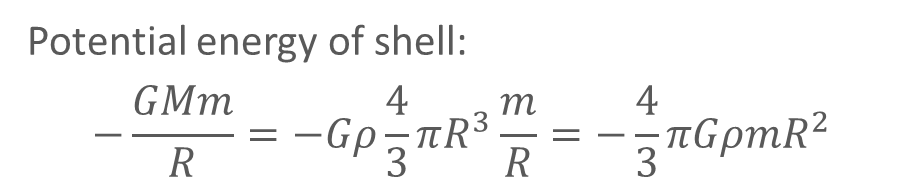 Potential energy of shell:
−GMm/R = −Gρ 4/3 πR³ m/R = −4/3 πGρmR²